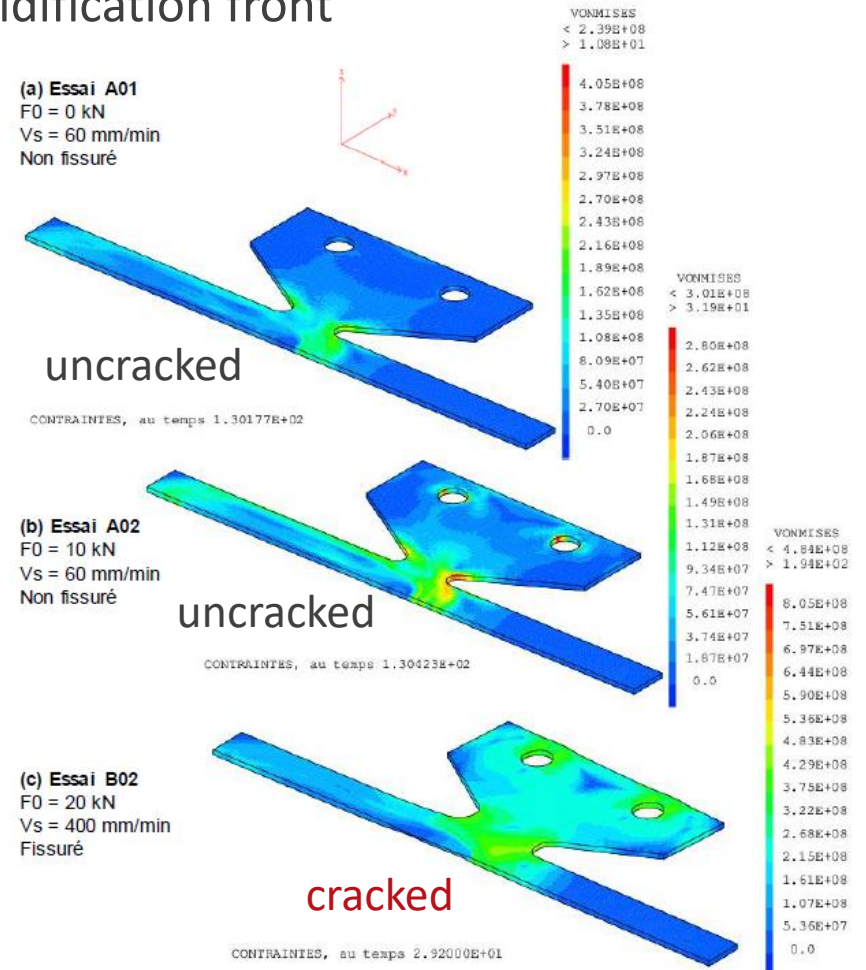 idification front
(a) Essai A01
F0 = 0 kN
Vs = 60 mm/min
Non fissuré
uncracked
CONTRAINTES, au temps 1.30177E+02
VONMISES
< 2.39E+08
> 1.08E+01
4.05E+08
3.78E+08
3.51E+08
3.24E+08
2.97E+08
2.70E+08
2.43E+08
2.16E+08
1.89E+08
1.62E+08
1.35E+08
1.08E+08
8.09E+07
5.40E+07
2.70E+07
0.0
(b) Essai A02
F0 = 10 kN
Vs = 60 mm/min
Non fissuré
uncracked
CONTRAINTES, au temps 1.30423E+02
VONMISES
< 3.01E+08
> 3.19E+01
2.80E+08
2.62E+08
2.43E+08
2.24E+08
2.06E+08
1.87E+08
1.68E+08
1.49E+08
1.31E+08
1.12E+08
9.34E+07
7.47E+07
5.61E+07
3.74E+07
1.87E+07
0.0
(c) Essai B02
F0 = 20 kN
Vs = 400 mm/min
Fissuré
cracked
CONTRAINTES, au temps 2.92000E+01
VONMISES
< 4.84E+08
> 1.94E+02
8.05E+08
7.51E+08
6.97E+08
6.44E+08
5.90E+08
5.36E+08
4.83E+08
4.29E+08
3.75E+08
3.22E+08
2.68E+08
2.15E+08
1.61E+08
1.07E+08
5.36E+07
0.0